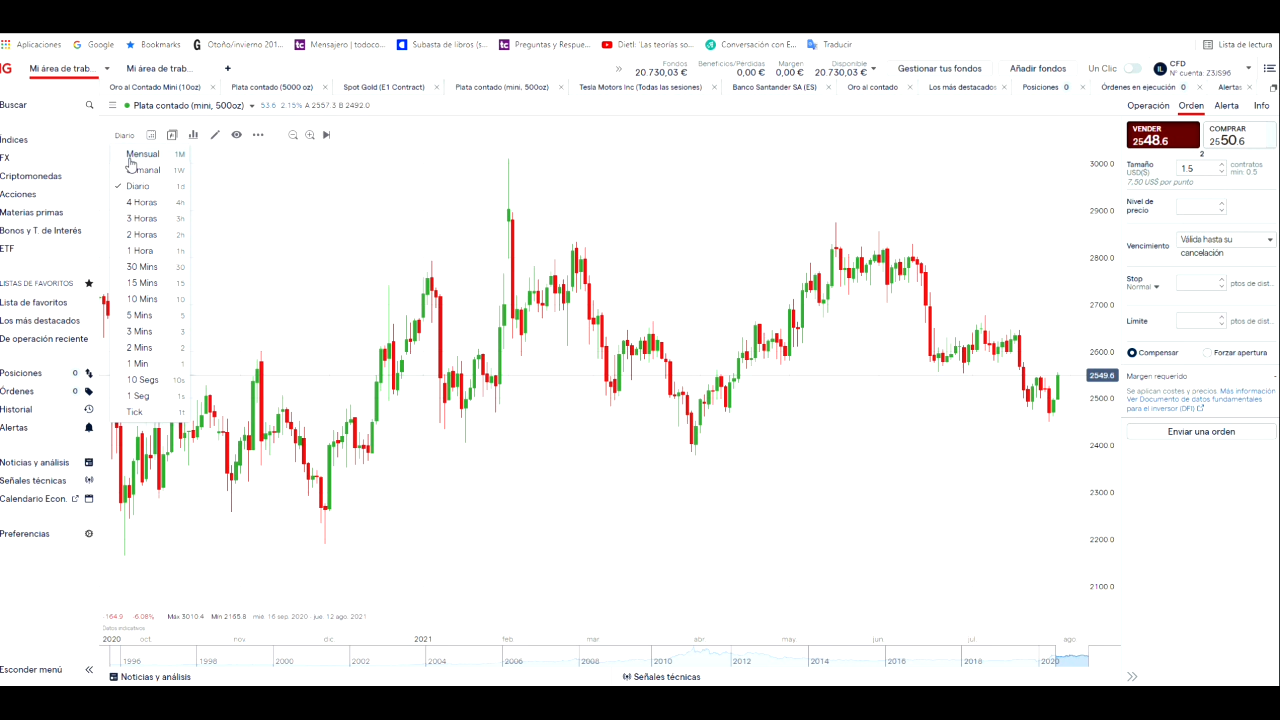 Aplicaciones Google Bookmarks Otoño/invierno 201... Mensajero | todoco... Subasta de libros (s... Preguntas y Respue... Dietl: 'Las teorías so... Conversación con E... Traducir Lista de lectura
IG Mi área de trab... Mi área de trab... +
Fondos 20.730,03 € Beneficios/Pérdidas 0,00 € Margen 0,00 € Disponible 20.730,03 €
Gestionar tus fondos Añadir fondos Un Clic IL CFD Nº cuenta: Z3JS96
Oro al Contado Mini (10oz) Plata contado (5000 oz) Spot Gold (E1 Contract) Plata contado (mini, 500oz) Tesla Motors Inc (Todas las sesiones) Banco Santander SA (ES) Oro al contado Los más destacados Posiciones 0 Órdenes en ejecución 0 Alertas
Buscar
Índices
FX
Criptomonedas
Acciones
Materias primas
Bonos y T. de Interés
ETF
LISTAS DE FAVORITOS
Lista de favoritos
Los más destacados
De operación reciente
Posiciones 0
Órdenes 0
Historial
Alertas
Noticias y análisis
Señales técnicas
Calendario Econ.
Preferencias
Esconder menú
Plata contado (mini, 500oz) 53.6 2.15% A 2557.3 B 2492.0
Diario
Mensual 1M
manal 1W
Diario 1d
4 Horas 4h
3 Horas 3h
2 Horas 2h
1 Hora 1h
30 Mins 30
15 Mins 15
10 Mins 10
5 Mins 5
3 Mins 3
2 Mins 2
1 Min 1
10 Segs 10s
1 Seg 1s
Tick 1t
3000 0
2900 0
2800 0
2700 0
2600 0
2549.6
2500 0
2400 0
2300 0
2200 0
2100 0
164.9 -6.08% Máx 3010.4 Min 2165.8 mié, 16 sep. 2020 - jue, 12 ago. 2021
Datos indicativos
2020 oct. nov dic 2021 feb mar abr may jun. jul ago
1996 1998 2000 2002 2004 2006 2008 2010 2012 2014 2016 2018 2020
Noticias y análisis Señales técnicas
Operación Orden Alerta Info
VENDER 2548.6
COMPRAR 2550.6
2
Tamaño USD($) 1.5 contratos min: 0.5
7,50 US$ por punto
Nivel de precio
Vencimiento Válida hasta su cancelación
Stop Normal ptos de dist...
Límite ptos de dist...
Compensar Forzar apertura
Margen requerido -
Se aplican costes y precios. Más información
Ver Documento de datos fundamentales
para el inversor (DFI)
Enviar una orden